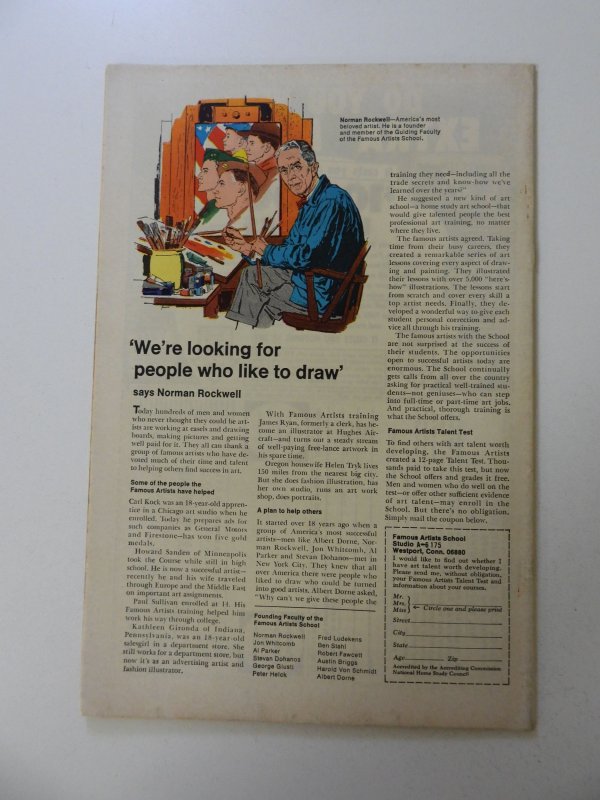 Norman Rockwell—America's most
beloved artist. He is a founder
and member of the Guiding Faculty
of the Famous Artists School.
'We're looking for
people who like to draw'
says Norman Rockwell
Today hundreds of men and women
who never thought they could be art-
ists are working at easels and drawing
boards, making pictures and getting
well paid for it. They all can thank a
group of famous artists who have de-
voted much of their time and talent
to helping others find success in art.
Some of the people the
Famous Artists have helped
Carl Kock was an 18-year-old appren-
tice in a Chicago art studio when he
enrolled. Today he prepares ads for
such companies as General Motors
and Firestone—has won five gold
medals.
Howard Sanden of Minneapolis
took the Course while still in high
school. He is now a successful artist—
recently he and his wife traveled
through Europe and the Middle East
on important art assignments.
Paul Sullivan enrolled at H. His
Famous Artists training helped him
work his way through college.
Kathleen Gironda of Indiana,
Pennsylvania, was an 18-year-old
salesgirl in a department store. She
still works for a department store, but
now it's as an advertising artist and
fashion illustrator.
With Famous Artists training
James Ryan, formerly a clerk, has be-
come an illustrator at Hughes Air-
craft—and turns out a steady stream
of well-paying free-lance artwork in
his spare time.
Oregon housewife Helen Tryk lives
150 miles from the nearest big city.
But she does fashion illustration, has
her own studio, runs an art work
shop, does portraits.
A plan to help others
It started over 18 years ago when a
group of America's most successful
artists—men like Albert Dorne, Nor-
man Rockwell, Jon Whitcomb, Al
Parker and Stevan Dohanos—met in
New York City. They knew that all
over America there were people who
liked to draw who could be turned
into good artists. Albert Dorne asked,
"Why can't we give these people the
Founding Faculty of the
Famous Artists School
Norman Rockwell
Jon Whitcomb
Al Parker
Stevan Dohanos
George Giusti
Peter Helck
Fred Ludekens
Ben Stahl
Robert Fawcett
Austin Briggs
Harold Von Schmidt
Albert Dorne
training they need—including all the
trade secrets and know-how we've
learned over the years?"
He suggested a new kind of art
school—a home study art school—that
would give talented people the best
professional art training, no matter
where they live.
The famous artists agreed. Taking
time from their busy careers, they
created a remarkable series of art
lessons covering every aspect of draw-
ing and painting. They illustrated
their lessons with over 5,000 "here's-
how" illustrations. The lessons start
from scratch and cover every skill a
top artist needs. Finally, they de-
veloped a wonderful way to give each
student personal correction and ad-
vice all through his training.
The famous artists with the School
are not surprised at the success of
their students. The opportunities
open to successful artists today are
enormous. The School continually
gets calls from all over the country
asking for practical well-trained stu-
dents—not geniuses—who can step
into full-time or part-time art jobs.
And practical, thorough training is
what the School offers.
Famous Artists Talent Test
To find others with art talent worth
developing, the Famous Artists
created a 12-page Talent Test. Thou-
sands paid to take this test, but now
the School offers and grades it free.
Men and women who do well on the
test—or offer other sufficient evidence
of art talent—may enroll in the
School. But there's no obligation.
Simply mail the coupon below.
Famous Artists School
Studio A-6175
Westport, Conn. 06880
I would like to find out whether I
have art talent worth developing.
Please send me, without obligation,
your Famous Artists Talent Test and
information about your courses.
Mr.
Mrs.
Miss ← Circle one and please print
Street
City
State
Age Zip
Accredited by the Accrediting Commission
National Home Study Council